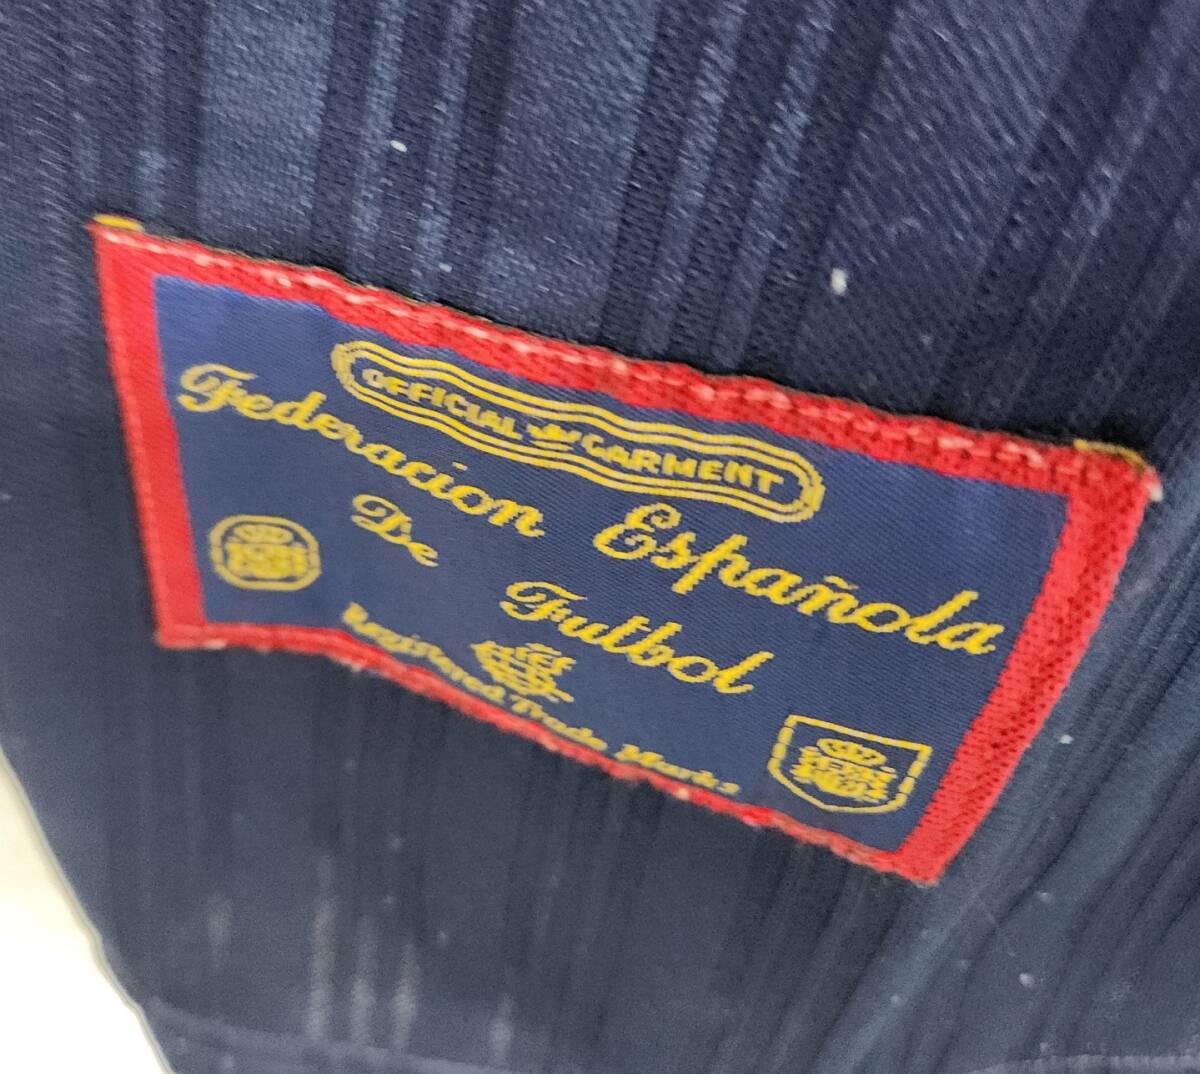 OFFICIAL GARMENT
Federacion Española
De Futbol
Registered Trade Marks